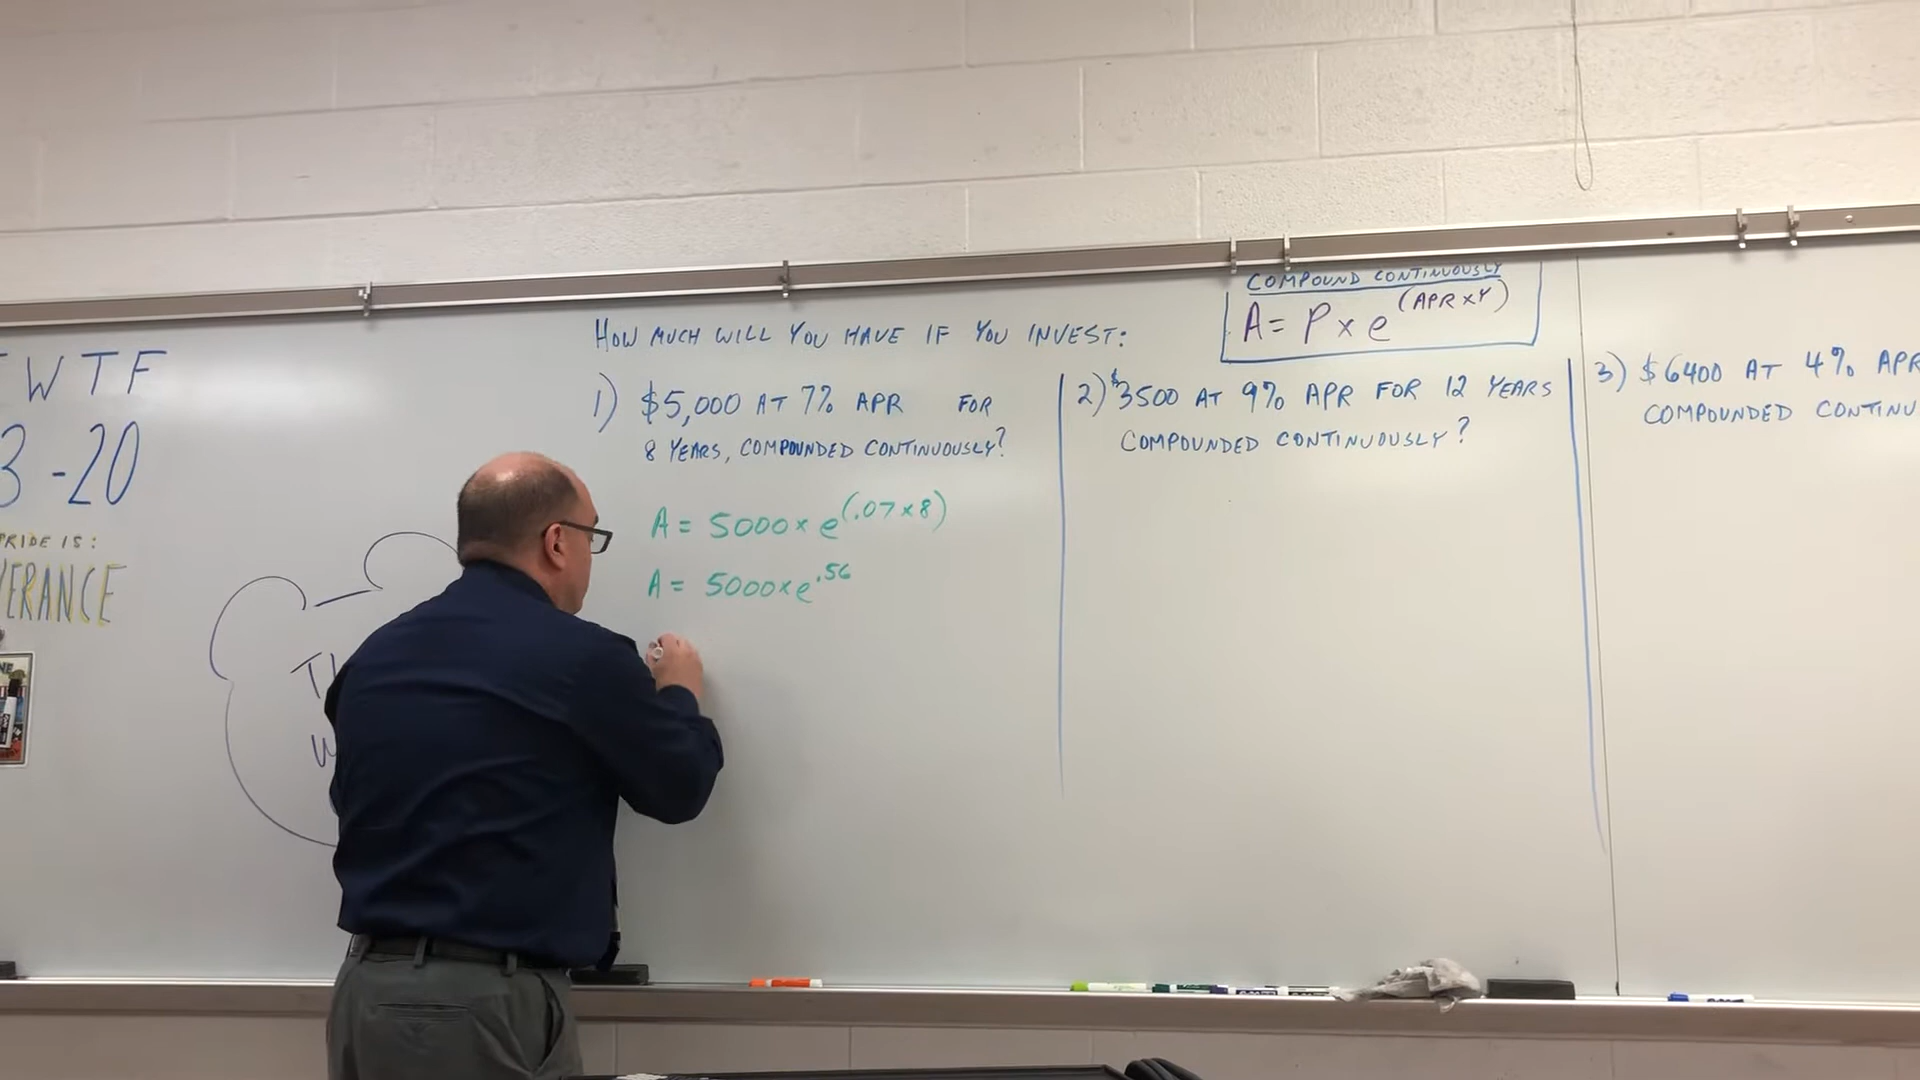 WTF
3-20
PRIDE IS:
VERANCE
HOW MUCH WILL YOU HAVE IF YOU INVEST:
COMPOUND CONTINUOUSLY
A = P × e^(APR × Y)
1) $5,000 AT 7% APR FOR
8 YEARS, COMPOUNDED CONTINUOUSLY?
A = 5000 × e^(.07 × 8)
A = 5000 × e^.56
2) $3500 AT 9% APR FOR 12 YEARS
COMPOUNDED CONTINUOUSLY?
3) $6400 AT 4% APR
COMPOUNDED CONTINU